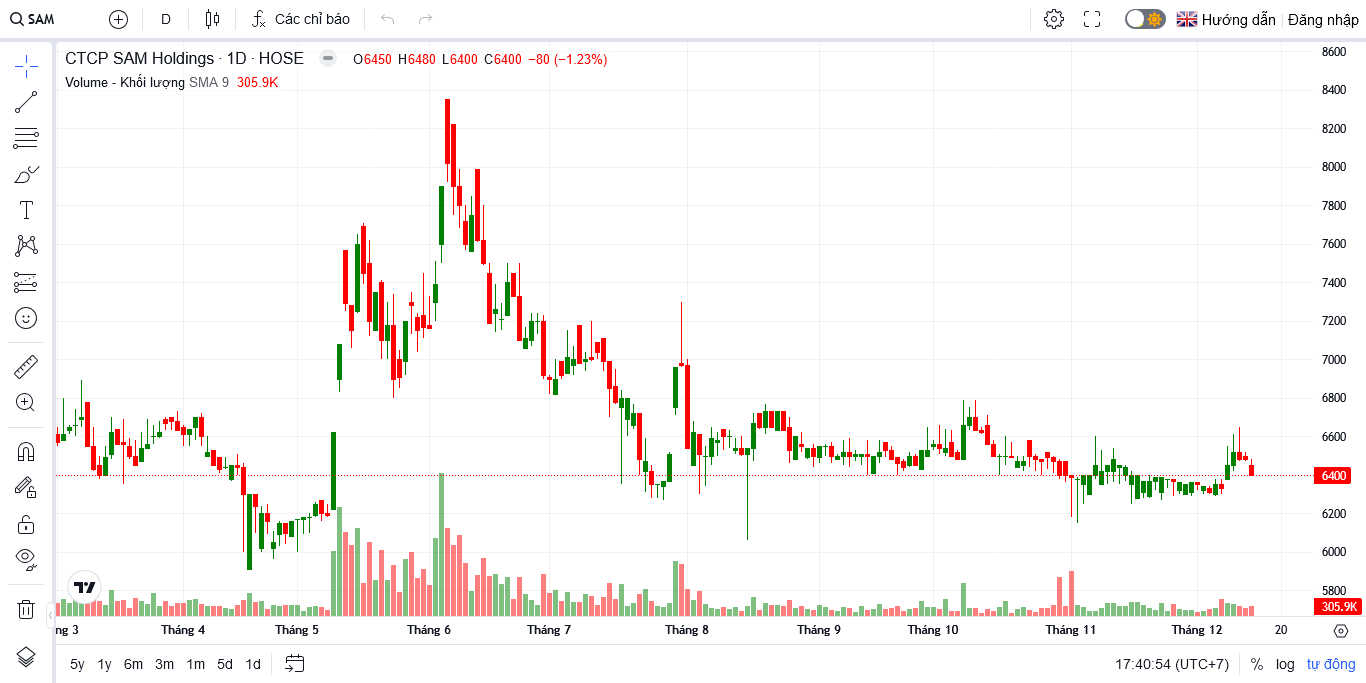 SAM D Các chỉ báo Hướng dẫn Đăng nhập
CTCP SAM Holdings · 1D · HOSE O6450 H6480 L6400 C6400 −80 (−1.23%)
Volume - Khối lượng SMA 9 305.9K
8600
8400
8200
8000
7800
7600
7400
7200
7000
6800
6600
6400
6200
6000
5800
305.9K
ng 3 Tháng 4 Tháng 5 Tháng 6 Tháng 7 Tháng 8 Tháng 9 Tháng 10 Tháng 11 Tháng 12 20
5y 1y 6m 3m 1m 5d 1d 17:40:54 (UTC+7) % log tự động